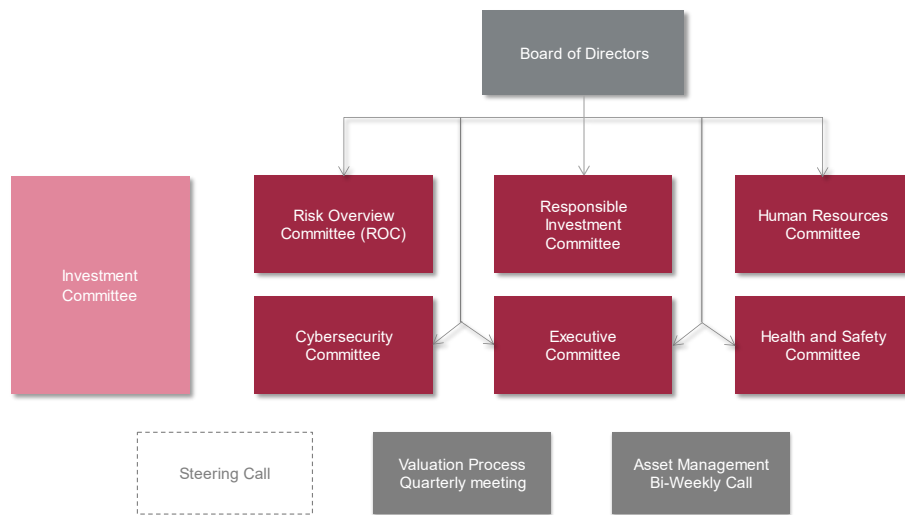 Board of Directors
Risk Overview
Committee (ROC)
Responsible
Investment
Committee
Human Resources
Committee
Investment
Committee
Cybersecurity
Committee
Executive
Committee
Health and Safety
Committee
Steering Call
Valuation Process
Quarterly meeting
Asset Management
Bi-Weekly Call